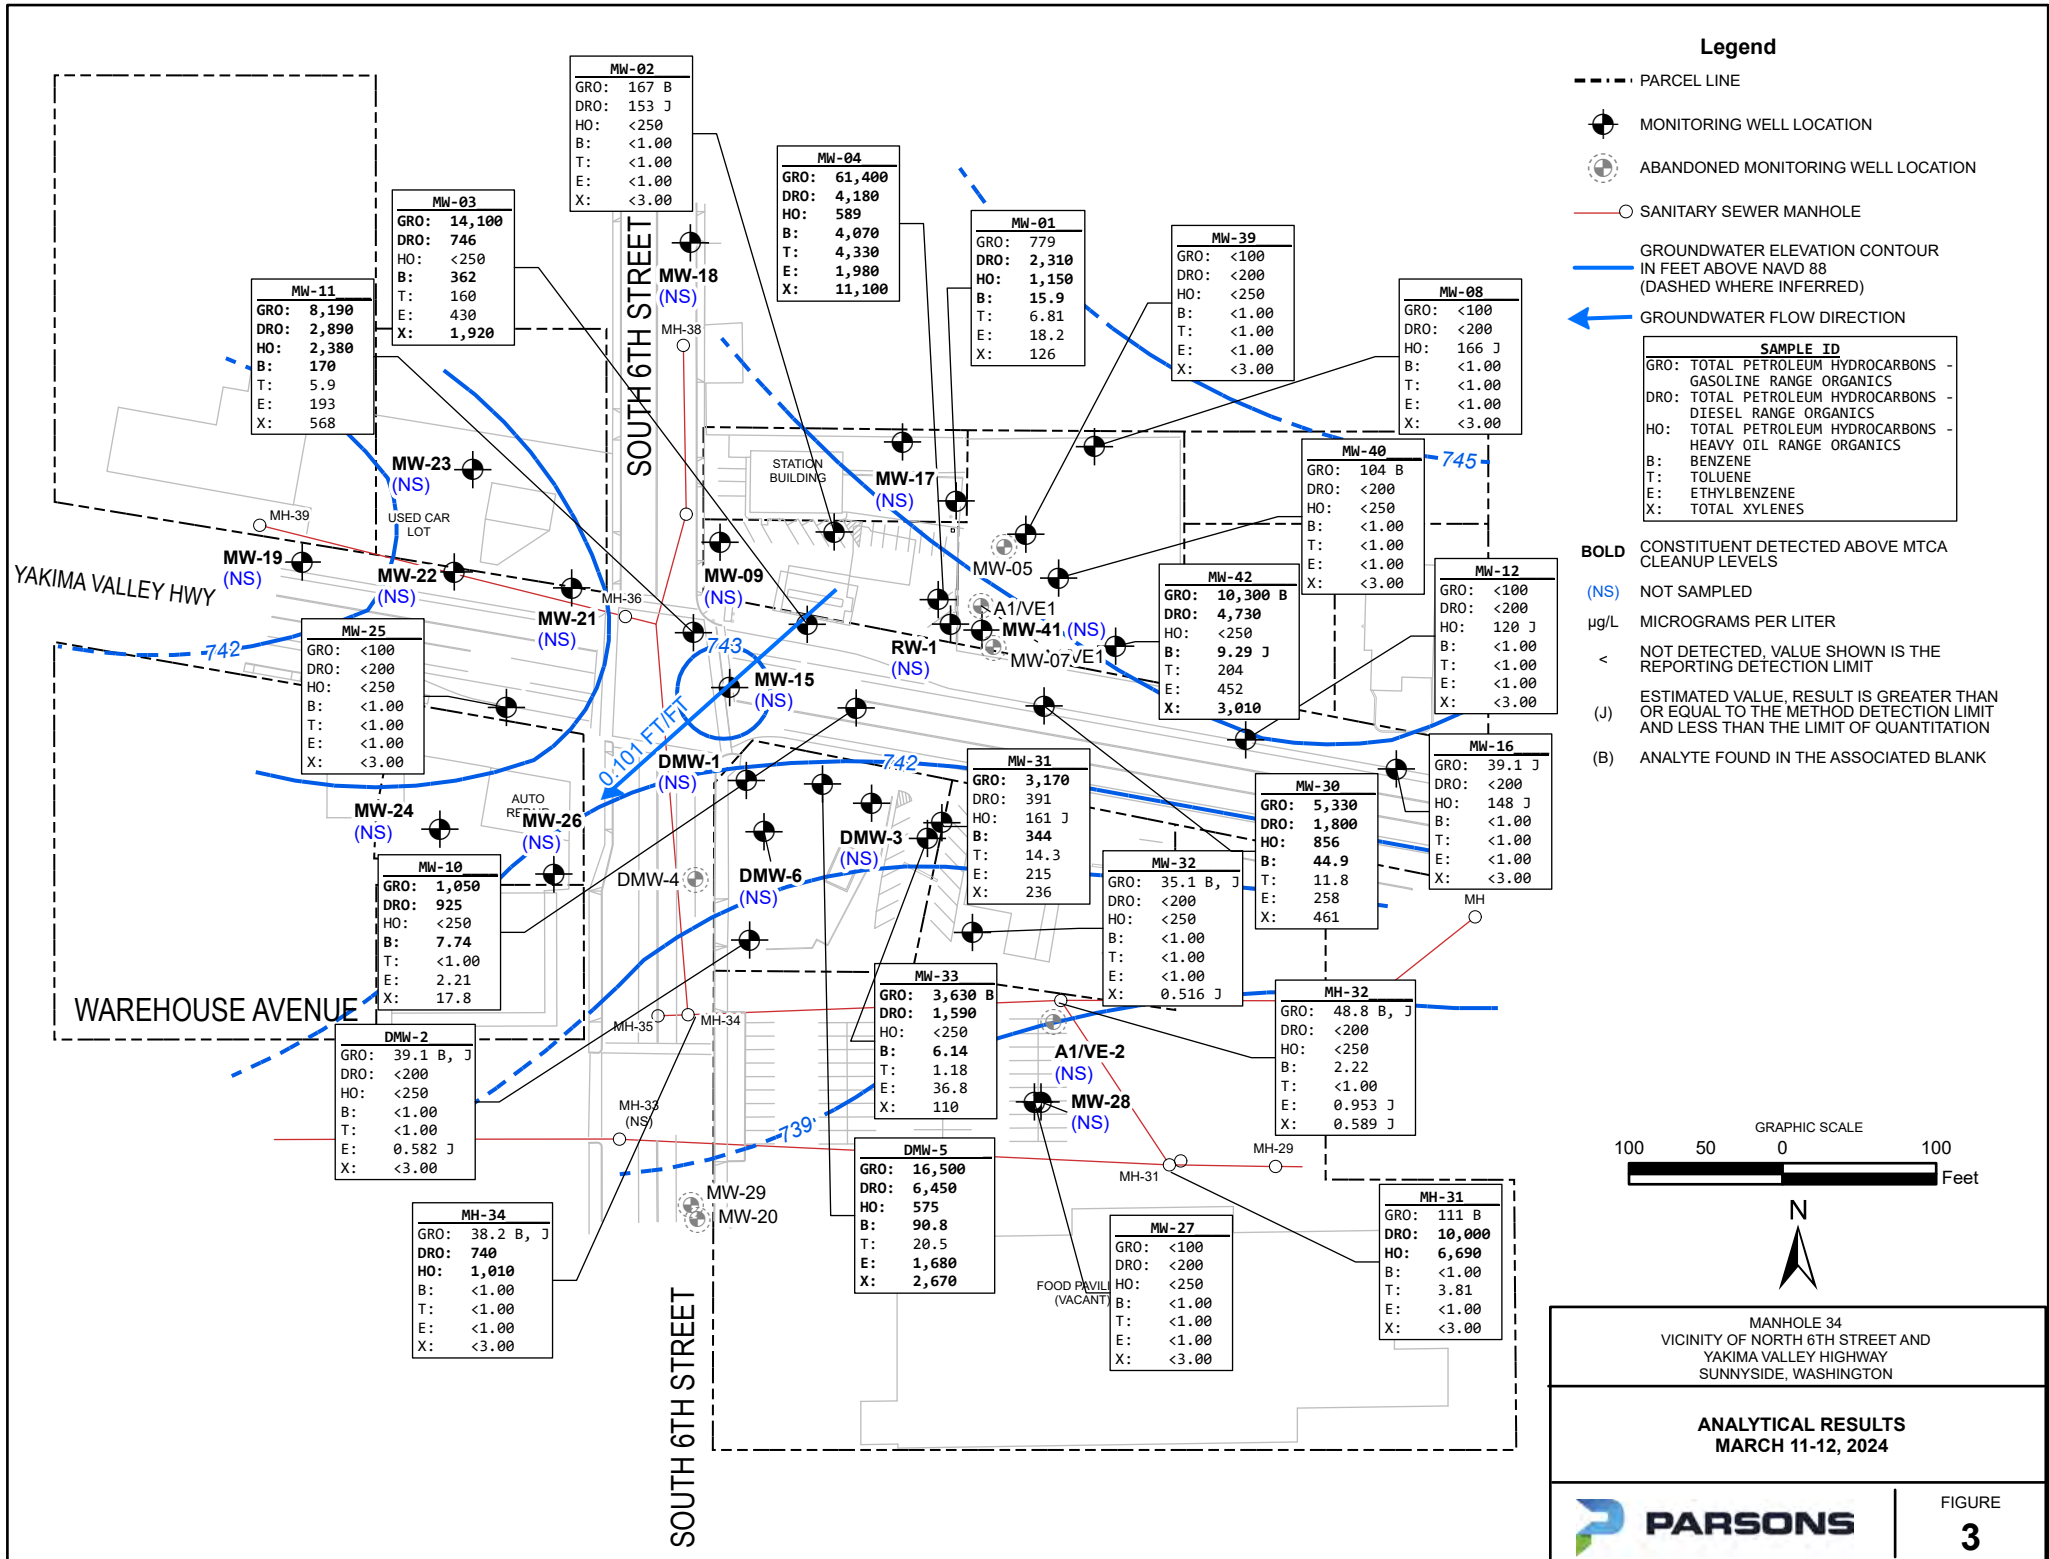 MW-02
GRO: 167 B
DRO: 153 J
HO: <250
B: <1.00
T: <1.00
E: <1.00
X: <3.00
MW-04
GRO: 61,400
DRO: 4,180
HO: 589
B: 4,070
T: 4,330
E: 1,980
X: 11,100
MW-03
GRO: 14,100
DRO: 746
HO: <250
B: 362
T: 160
E: 430
X: 1,920
MW-01
GRO: 779
DRO: 2,310
HO: 1,150
B: 15.9
T: 6.81
E: 18.2
X: 126
MW-39
GRO: <100
DRO: <200
HO: <250
B: <1.00
T: <1.00
E: <1.00
X: <3.00
MW-11
GRO: 8,190
DRO: 2,890
HO: 2,380
B: 170
T: 5.9
E: 193
X: 568
MW-08
GRO: <100
DRO: <200
HO: 166 J
B: <1.00
T: <1.00
E: <1.00
X: <3.00
MW-40
GRO: 104 B
DRO: <200
HO: <250
B: <1.00
T: <1.00
E: <1.00
X: <3.00
MW-42
GRO: 10,300 B
DRO: 4,730
HO: <250
B: 9.29 J
T: 204
E: 452
X: 3,010
MW-12
GRO: <100
DRO: <200
HO: 120 J
B: <1.00
T: <1.00
E: <1.00
X: <3.00
MW-25
GRO: <100
DRO: <200
HO: <250
B: <1.00
T: <1.00
E: <1.00
X: <3.00
MW-16
GRO: 39.1 J
DRO: <200
HO: 148 J
B: <1.00
T: <1.00
E: <1.00
X: <3.00
MW-31
GRO: 3,170
DRO: 391
HO: 161 J
B: 344
T: 14.3
E: 215
X: 236
MW-30
GRO: 5,330
DRO: 1,800
HO: 856
B: 44.9
T: 11.8
E: 258
X: 461
MW-32
GRO: 35.1 B, J
DRO: <200
HO: <250
B: <1.00
T: <1.00
E: <1.00
X: 0.516 J
MW-10
GRO: 1,050
DRO: 925
HO: <250
B: 7.74
T: <1.00
E: 2.21
X: 17.8
MW-33
GRO: 3,630 B
DRO: 1,590
HO: <250
B: 6.14
T: 1.18
E: 36.8
X: 110
MH-32
GRO: 48.8 B, J
DRO: <200
HO: <250
B: 2.22
T: <1.00
E: 0.953 J
X: 0.589 J
DMW-2
GRO: 39.1 B, J
DRO: <200
HO: <250
B: <1.00
T: <1.00
E: 0.582 J
X: <3.00
DMW-5
GRO: 16,500
DRO: 6,450
HO: 575
B: 90.8
T: 20.5
E: 1,680
X: 2,670
MH-34
GRO: 38.2 B, J
DRO: 740
HO: 1,010
B: <1.00
T: <1.00
E: <1.00
X: <3.00
MW-27
GRO: <100
DRO: <200
HO: <250
B: <1.00
T: <1.00
E: <1.00
X: <3.00
MH-31
GRO: 111 B
DRO: 10,000
HO: 6,690
B: <1.00
T: 3.81
E: <1.00
X: <3.00
SOUTH 6TH STREET
MW-18
(NS)
MH-38
STATION
BUILDING
MW-17
(NS)
745
MW-23
(NS)
USED CAR
LOT
MH-39
MW-19
(NS)
MW-22
(NS)
YAKIMA VALLEY HWY
MW-21
(NS)
MH-36
MW-09
(NS)
MW-05
A1/VE1
MW-41
(NS)
RW-1
(NS)
MW-07
VE1
742
743
MW-15
(NS)
0.101 FT/FT
DMW-1
(NS)
742
AUTO
MW-24
(NS)
MW-26
(NS)
DMW-3
(NS)
DMW-4
DMW-6
(NS)
MH
WAREHOUSE AVENUE
MH-35
MH-34
A1/VE-2
(NS)
MW-28
(NS)
MH-33
(NS)
739
MH-31
MH-29
MW-29
MW-20
FOOD PAVILI
(VACANT)
SOUTH 6TH STREET
Legend
PARCEL LINE
MONITORING WELL LOCATION
ABANDONED MONITORING WELL LOCATION
SANITARY SEWER MANHOLE
GROUNDWATER ELEVATION CONTOUR
IN FEET ABOVE NAVD 88
(DASHED WHERE INFERRED)
GROUNDWATER FLOW DIRECTION
SAMPLE ID
GRO: TOTAL PETROLEUM HYDROCARBONS -
GASOLINE RANGE ORGANICS
DRO: TOTAL PETROLEUM HYDROCARBONS -
DIESEL RANGE ORGANICS
HO: TOTAL PETROLEUM HYDROCARBONS -
HEAVY OIL RANGE ORGANICS
B: BENZENE
T: TOLUENE
E: ETHYLBENZENE
X: TOTAL XYLENES
BOLD CONSTITUENT DETECTED ABOVE MTCA
CLEANUP LEVELS
(NS) NOT SAMPLED
µg/L MICROGRAMS PER LITER
< NOT DETECTED, VALUE SHOWN IS THE
REPORTING DETECTION LIMIT
(J) ESTIMATED VALUE, RESULT IS GREATER THAN
OR EQUAL TO THE METHOD DETECTION LIMIT
AND LESS THAN THE LIMIT OF QUANTITATION
(B) ANALYTE FOUND IN THE ASSOCIATED BLANK
GRAPHIC SCALE
100 50 0 100
Feet
N
MANHOLE 34
VICINITY OF NORTH 6TH STREET AND
YAKIMA VALLEY HIGHWAY
SUNNYSIDE, WASHINGTON
ANALYTICAL RESULTS
MARCH 11-12, 2024
PARSONS
FIGURE
3